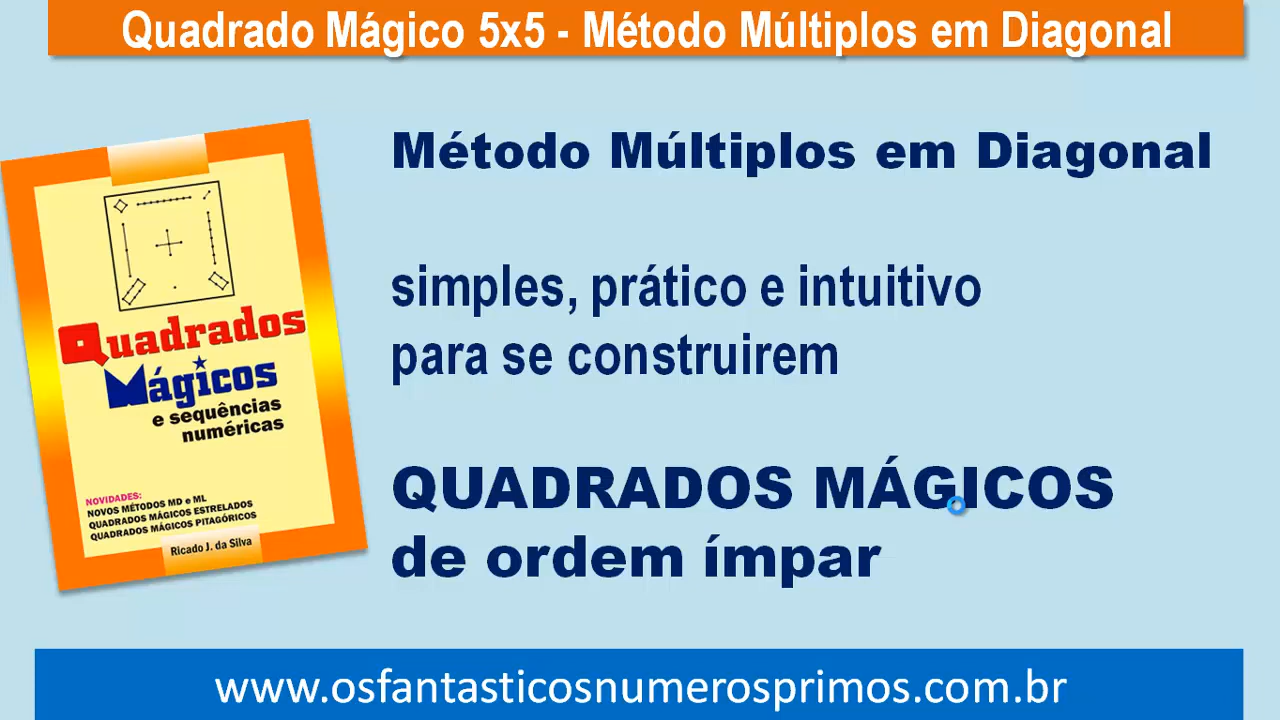 Quadrado Mágico 5x5 - Método Múltiplos em Diagonal
Método Múltiplos em Diagonal
simples, prático e intuitivo
para se construirem
QUADRADOS MÁGICOS
de ordem ímpar
Quadrados
Mágicos
e sequências
numéricas
NOVIDADES:
NOVOS MÉTODOS MD e ML
QUADRADOS MÁGICOS ESTRELADOS
QUADRADOS MÁGICOS PITAGÓRICOS
Ricado J. da Silva
www.osfantasticosnumerosprimos.com.br